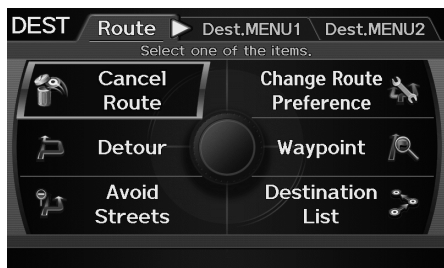 DEST Route Dest.MENU1 Dest.MENU2
Select one of the items.
Cancel
Route
Change Route
Preference
Detour
Waypoint
Avoid
Streets
Destination
List